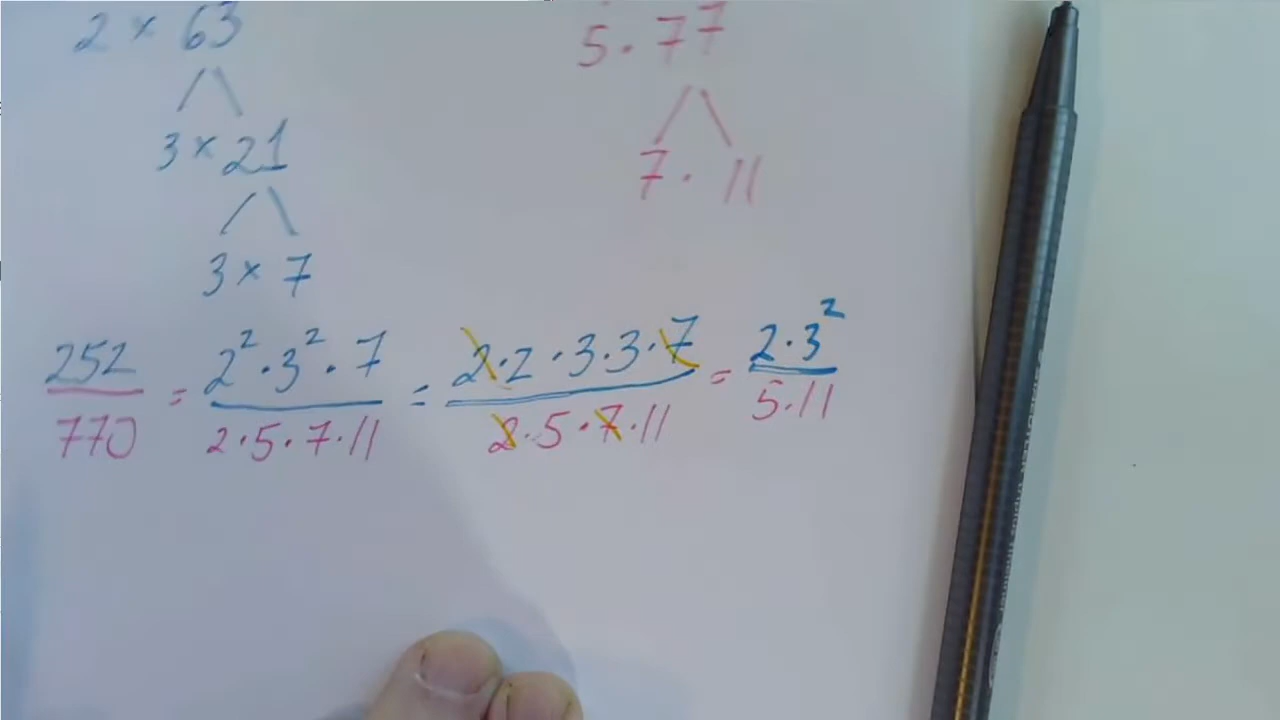 2 × 63
5 · 77
3 × 21
7 · 11
3 × 7
252/770 = 2² · 3² · 7 / 2 · 5 · 7 · 11 = 2 · 2 · 3 · 3 · 7 / 2 · 5 · 7 · 11 = 2 · 3² / 5 · 11